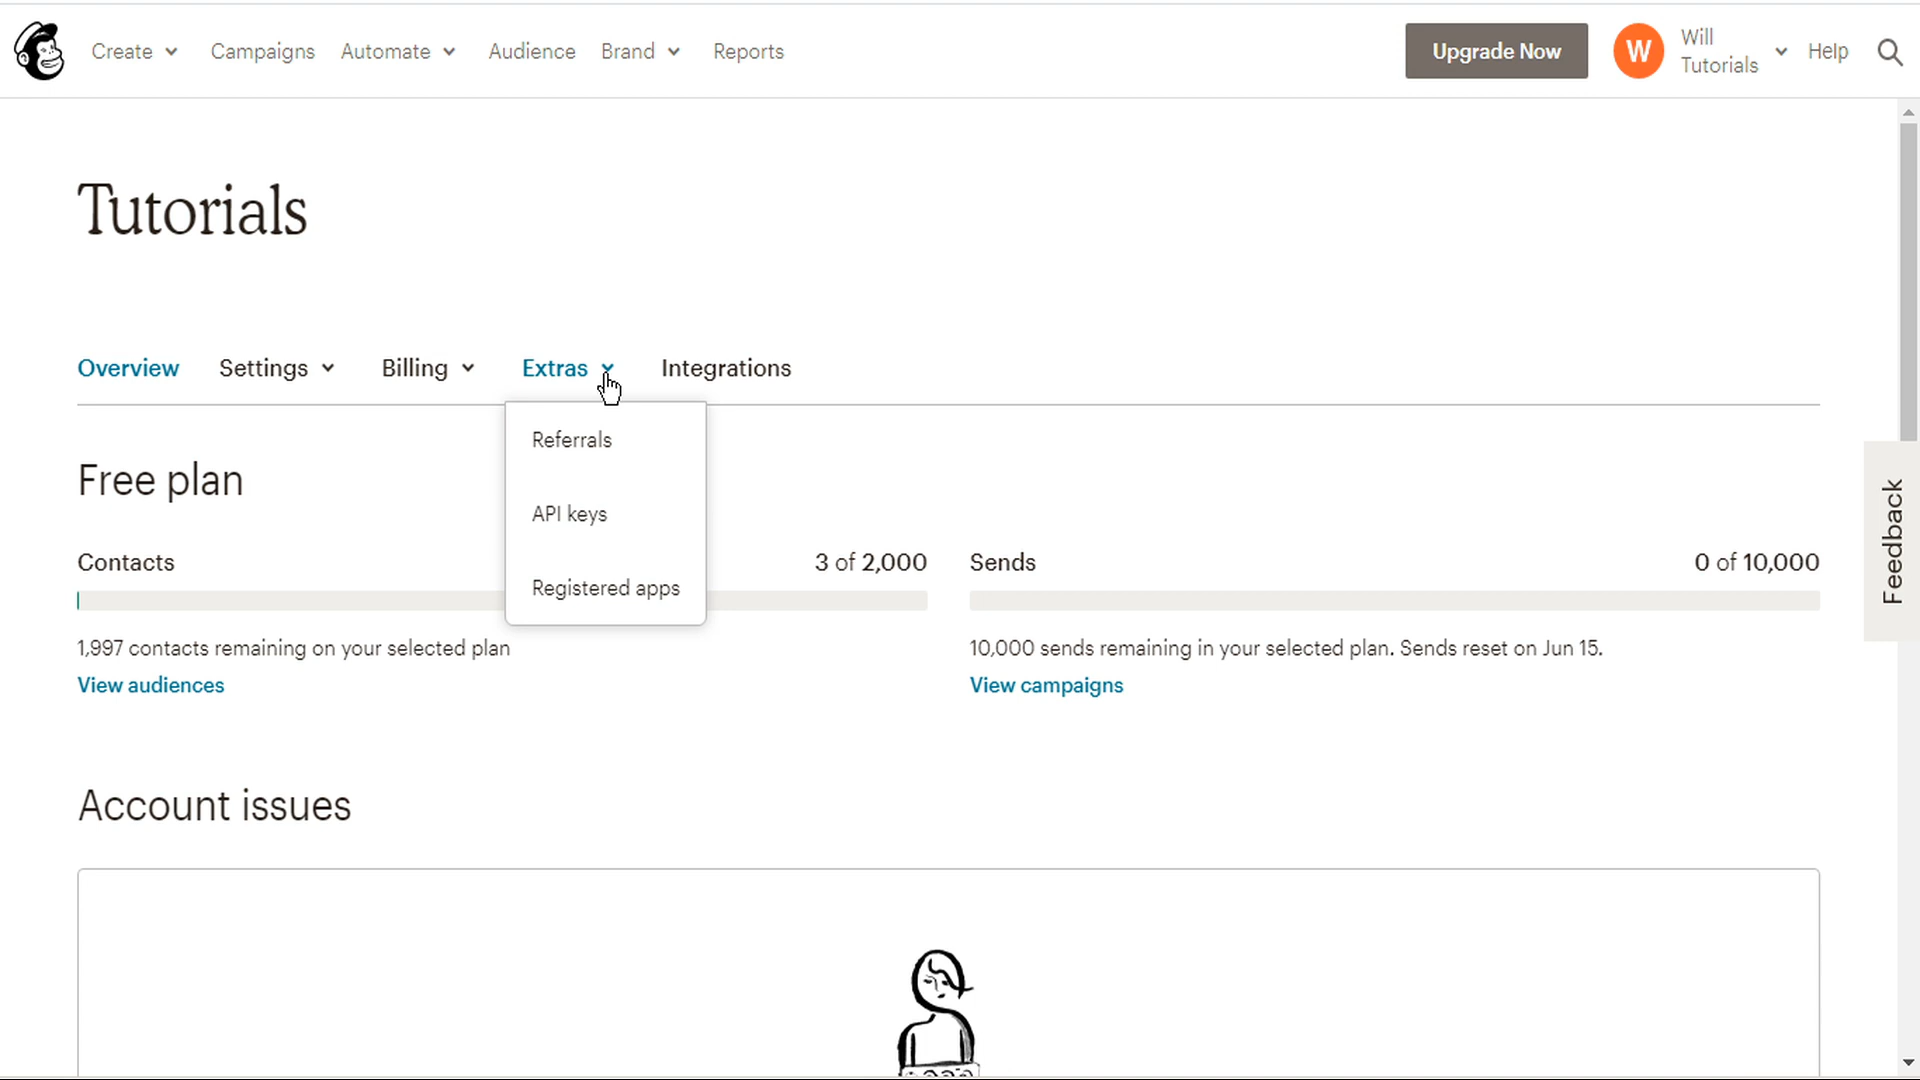 Create Campaigns Automate Audience Brand Reports Upgrade Now W Will Tutorials Help
Tutorials
Overview Settings Billing Extras Integrations
Referrals
API keys
Registered apps
Free plan
Contacts 3 of 2,000
1,997 contacts remaining on your selected plan
View audiences
Sends 0 of 10,000
10,000 sends remaining in your selected plan. Sends reset on Jun 15.
View campaigns
Feedback
Account issues